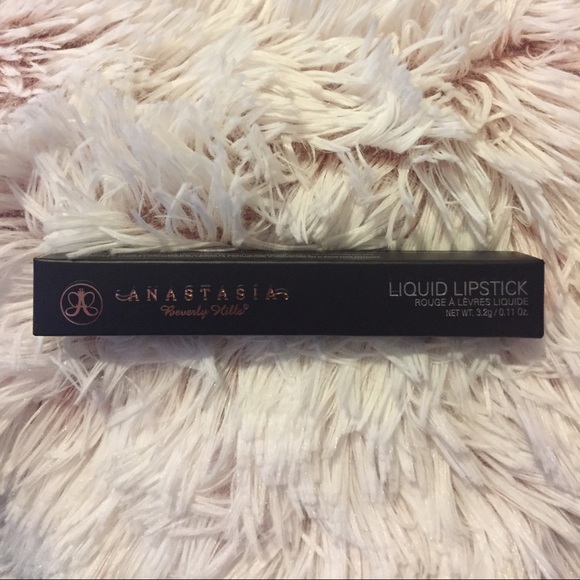 ANASTASIA
Beverly Hills
LIQUID LIPSTICK
ROUGE À LÈVRES LIQUIDE
NET WT. 3.2g / 0.11 Oz.